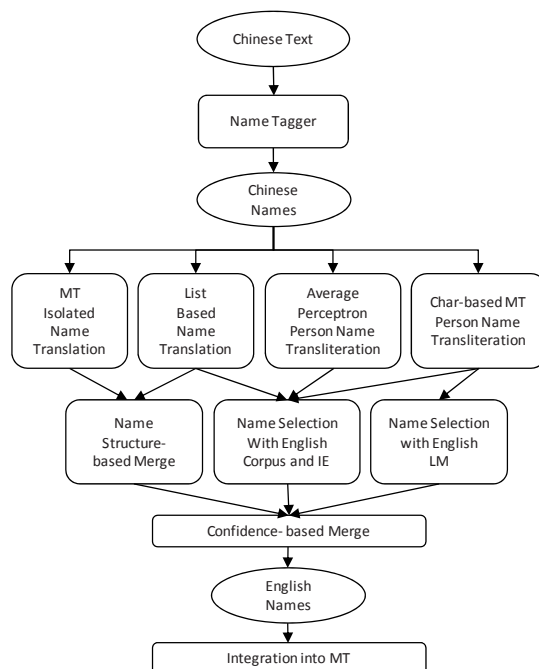 Chinese Text
Name Tagger
Chinese
Names
MT
Isolated
Name
Translation
List
Based
Name
Translation
Average
Perceptron
Person Name
Transliteration
Char-based MT
Person Name
Transliteration
Name
Structure-
based Merge
Name Selection
With English
Corpus and IE
Name Selection
with English
LM
Confidence- based Merge
English
Names
Integration into MT